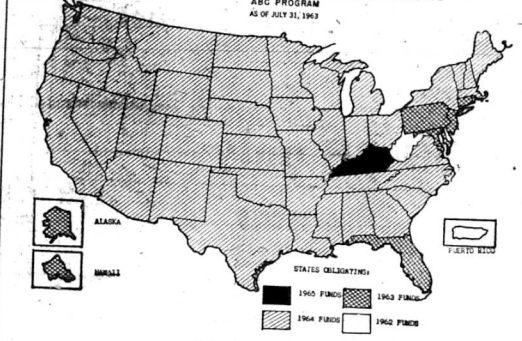 ABC PROGRAM
AS OF JULY 31, 1963
ALASKA
HAWAII
PUERTO RICO
STATES OBLIGATING:
1965 FUNDS
1963 FUNDS
1964 FUNDS
1962 FUNDS